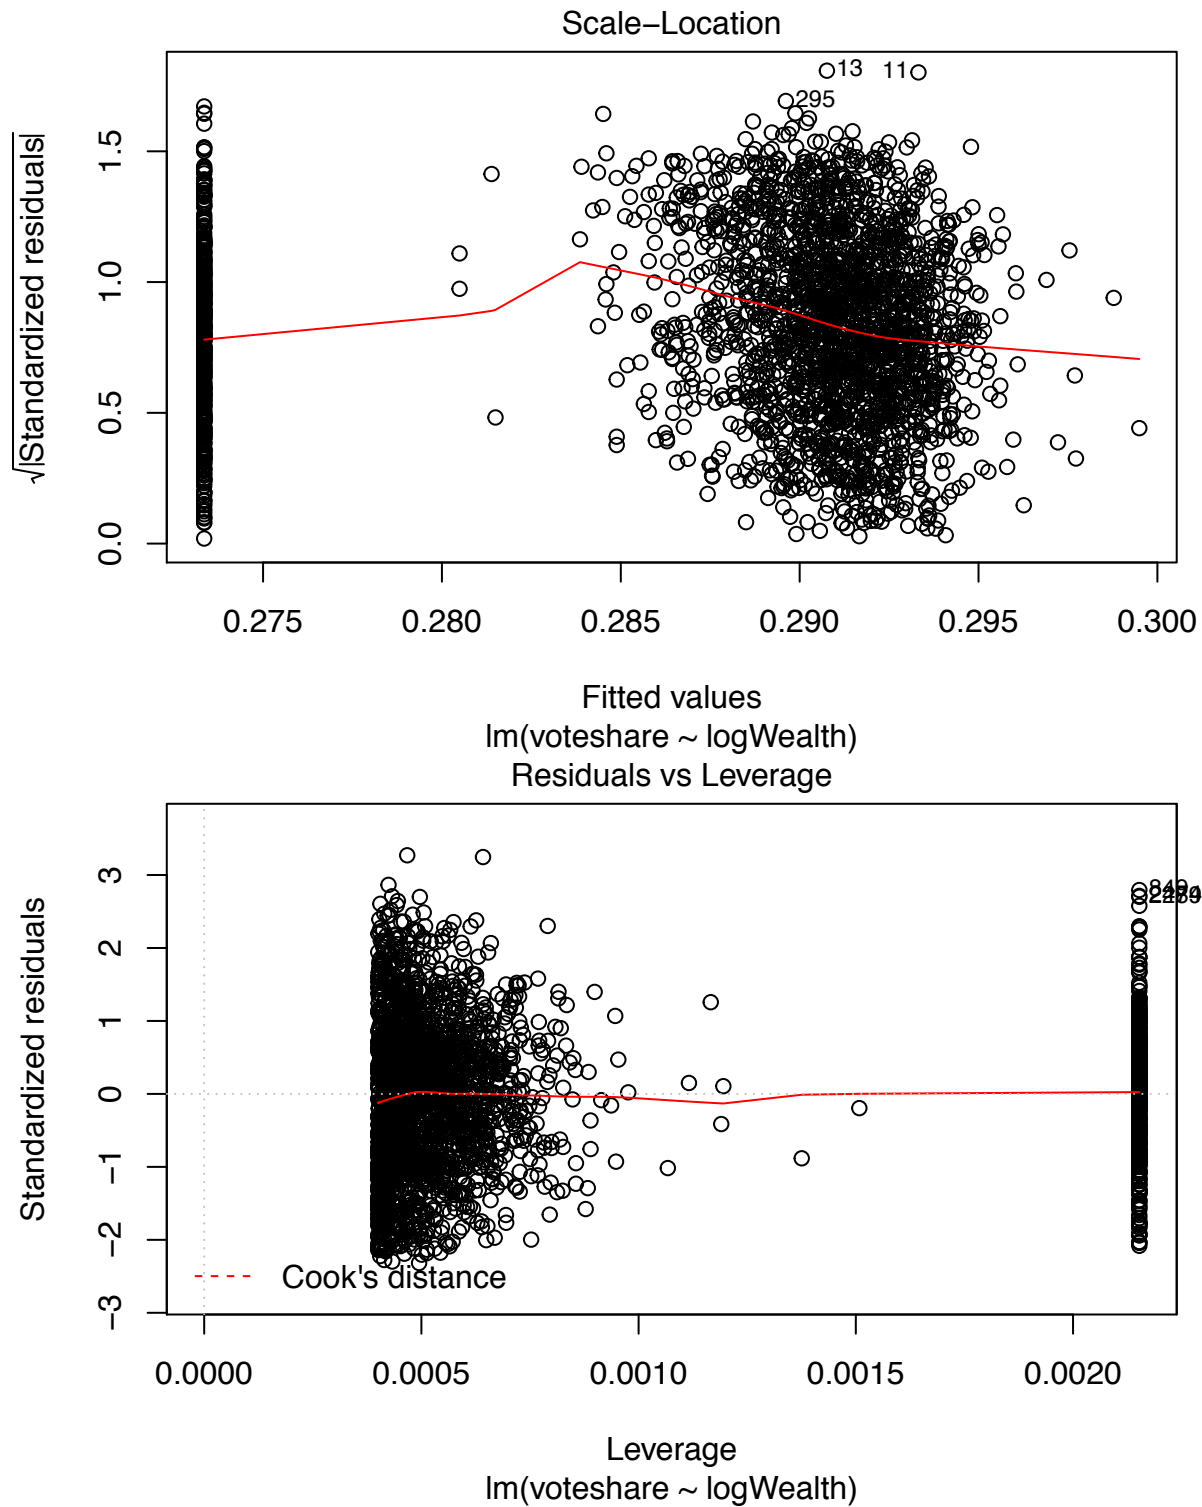 Scale−Location
13
11
295
√|Standardized residuals|
0.0
0.5
1.0
1.5
0.275
0.280
0.285
0.290
0.295
0.300
Fitted values
lm(voteshare ~ logWealth)
Residuals vs Leverage
Standardized residuals
3
2
1
0
−1
−2
−3
849
Cook's distance
0.0000
0.0005
0.0010
0.0015
0.0020
Leverage
lm(voteshare ~ logWealth)